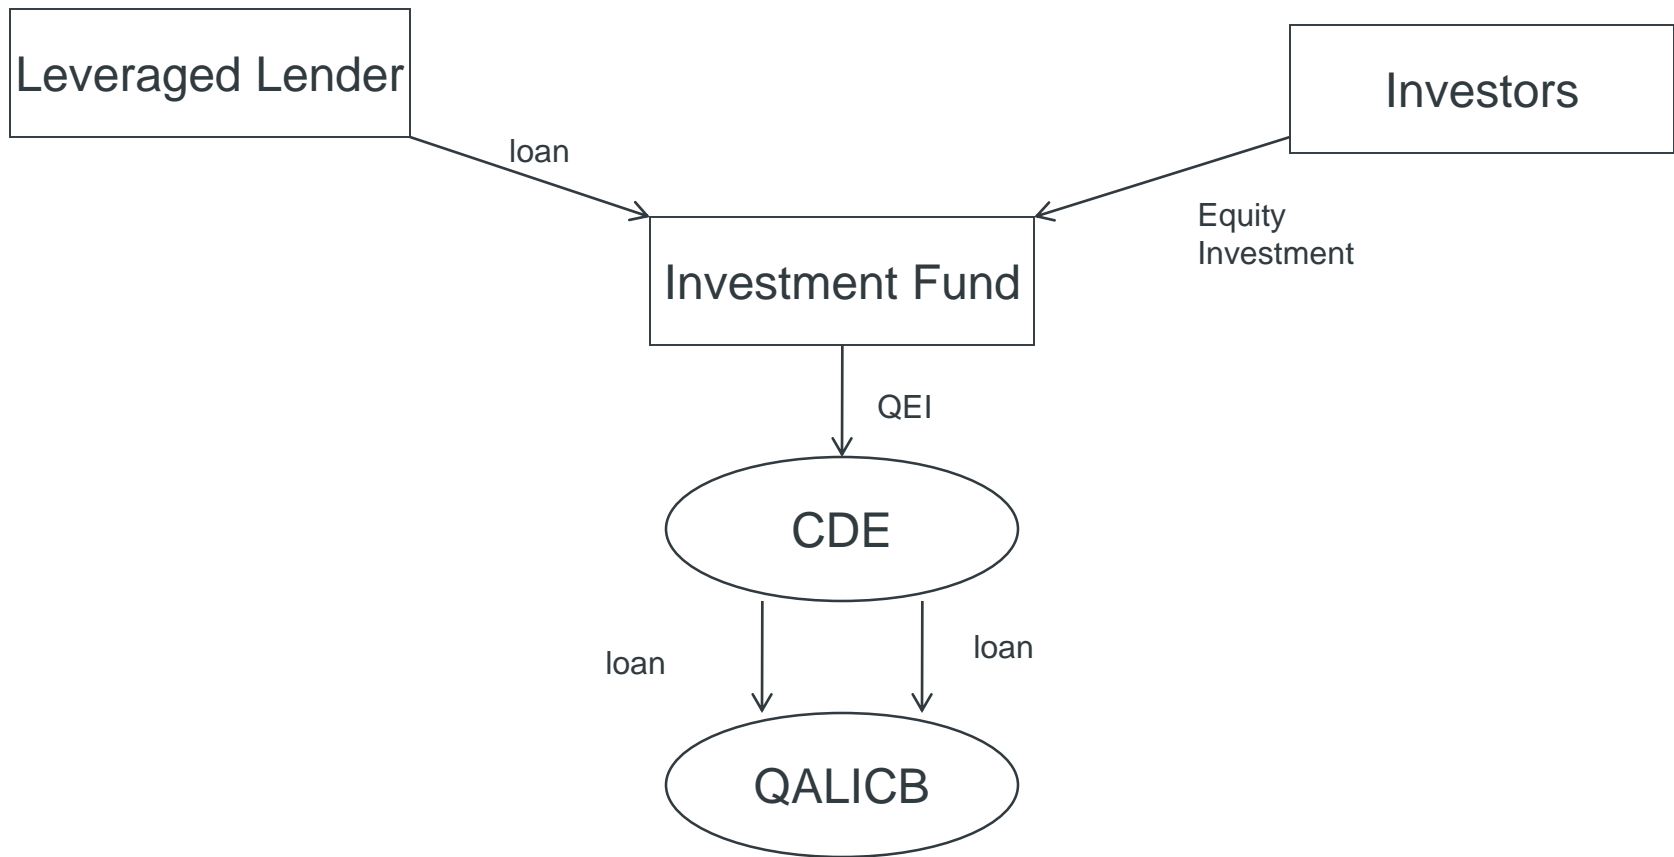 Leveraged Lender
Investors
loan
Equity
Investment
Investment Fund
QEI
CDE
loan
loan
QALICB